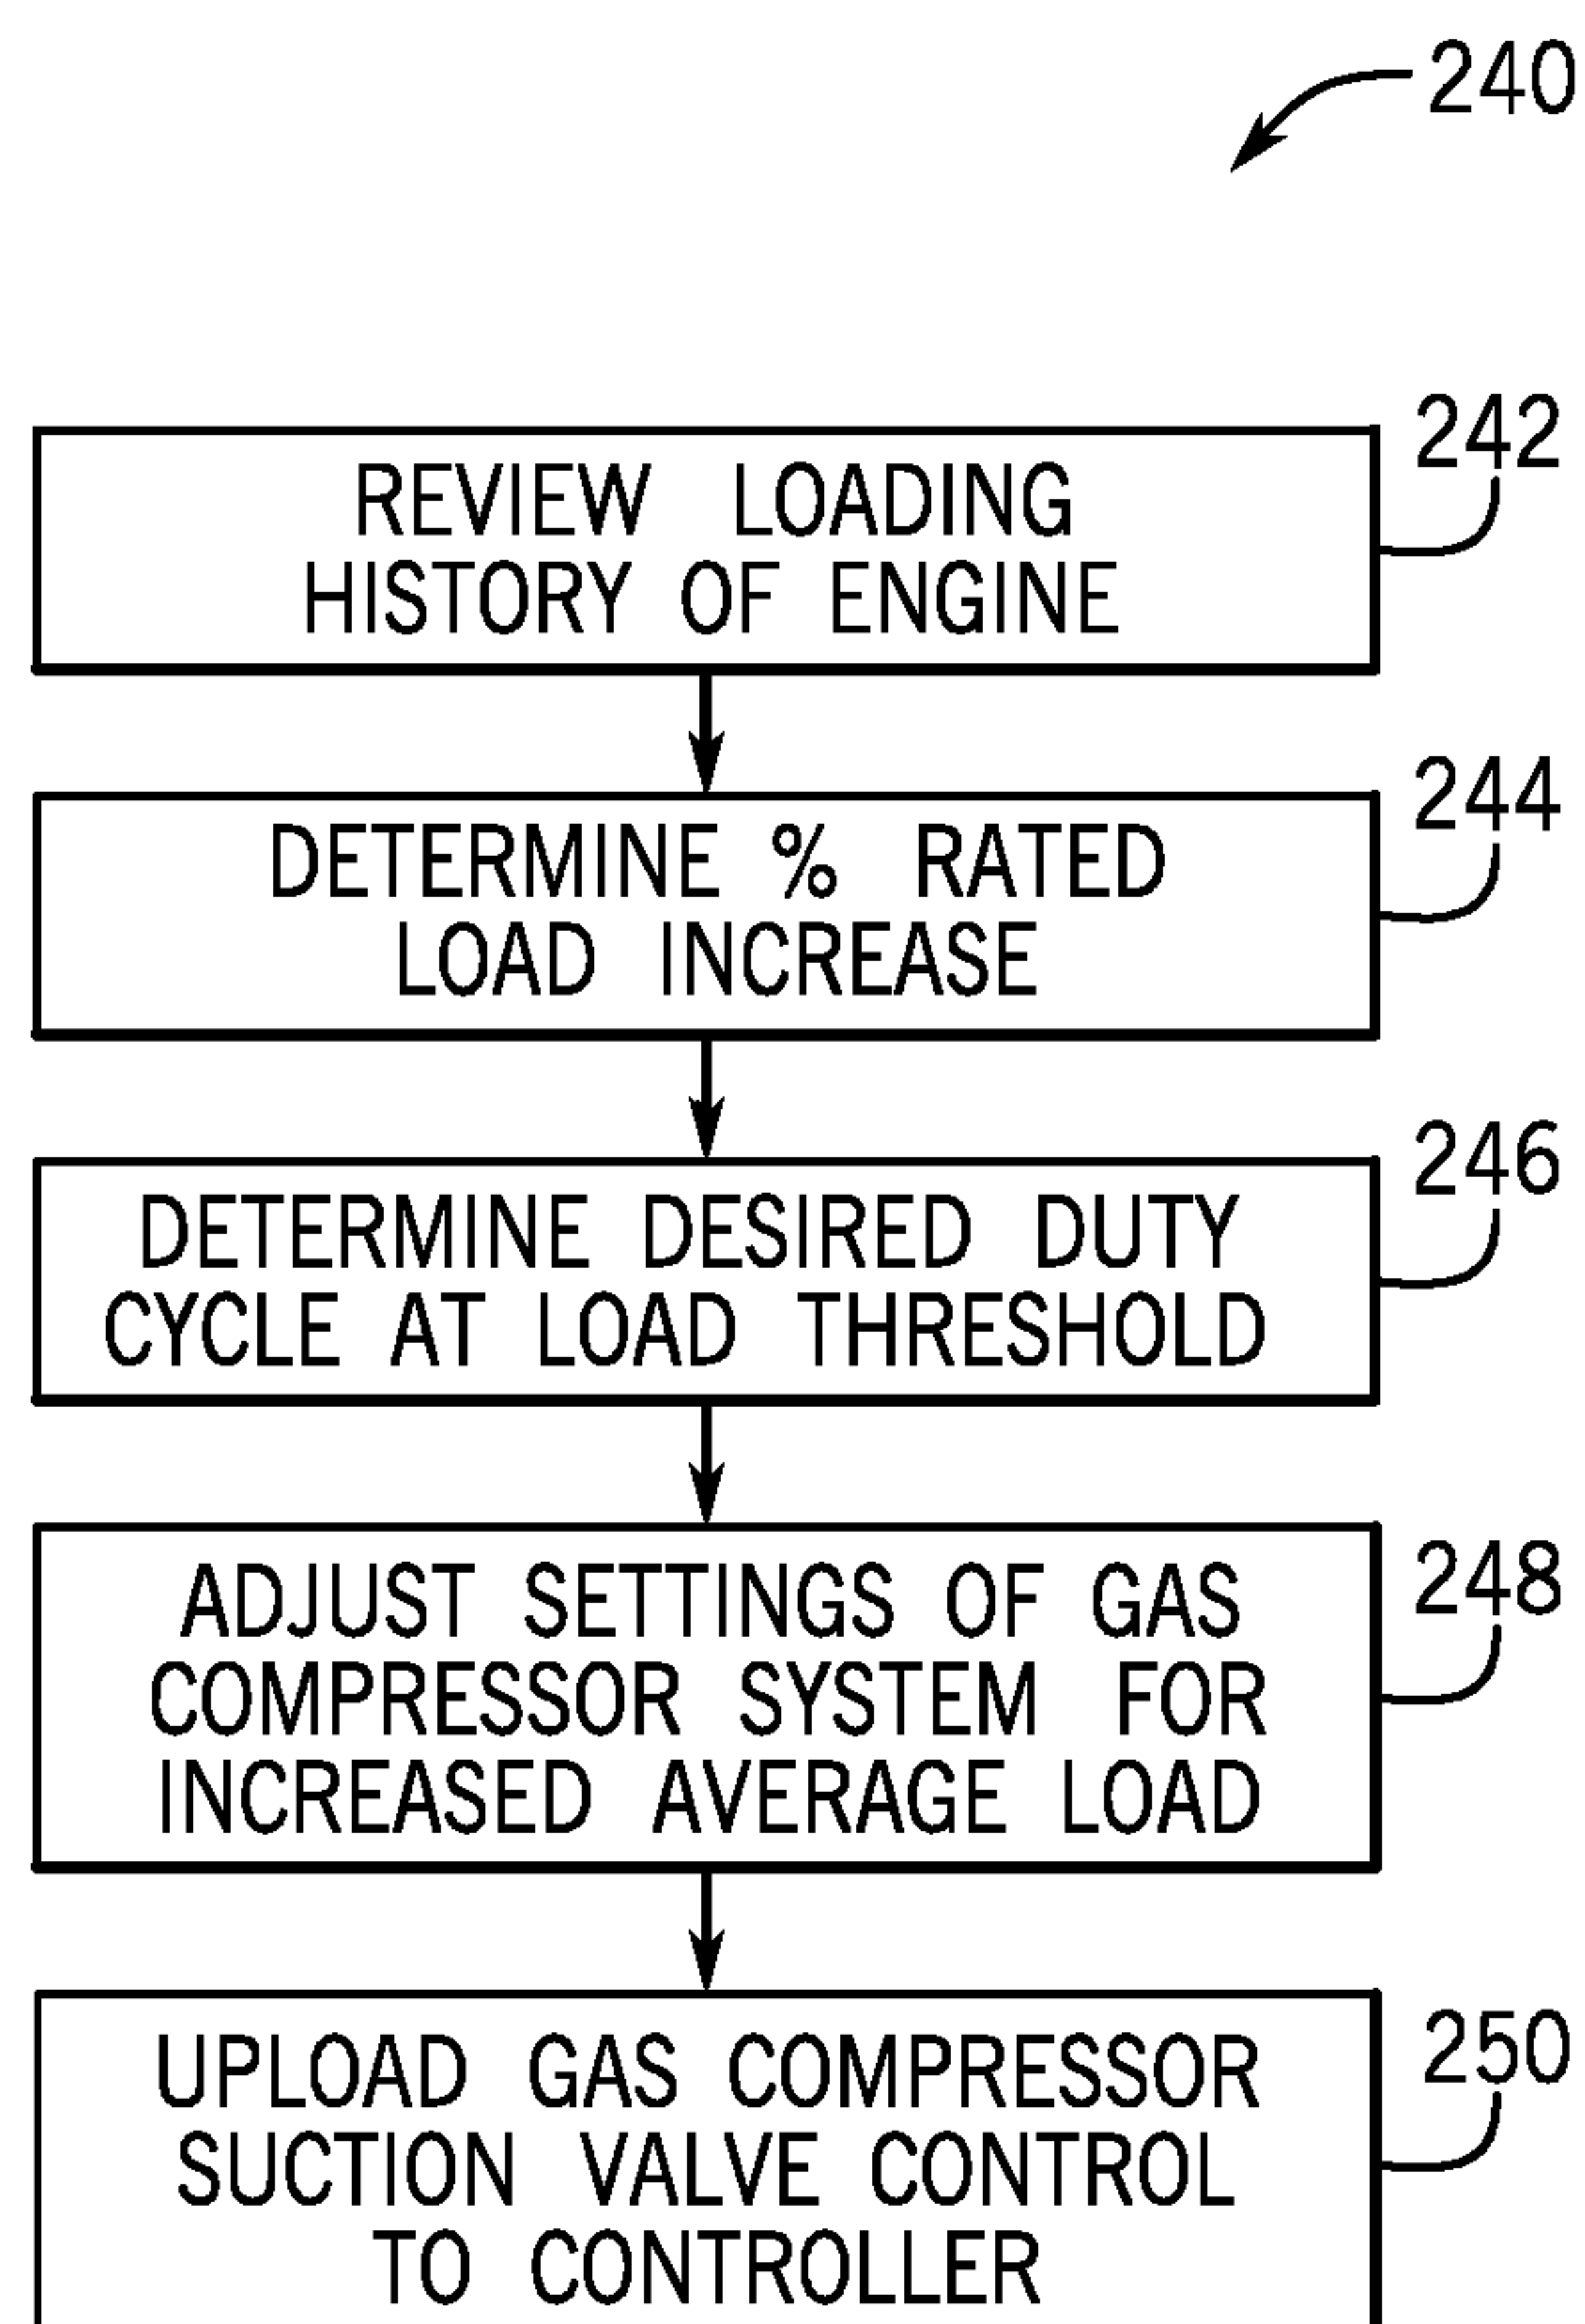 240
242
REVIEW LOADING
HISTORY OF ENGINE
244
DETERMINE % RATED
LOAD INCREASE
246
DETERMINE DESIRED DUTY
CYCLE AT LOAD THRESHOLD
248
ADJUST SETTINGS OF GAS
COMPRESSOR SYSTEM FOR
INCREASED AVERAGE LOAD
250
UPLOAD GAS COMPRESSOR
SUCTION VALVE CONTROL
TO CONTROLLER